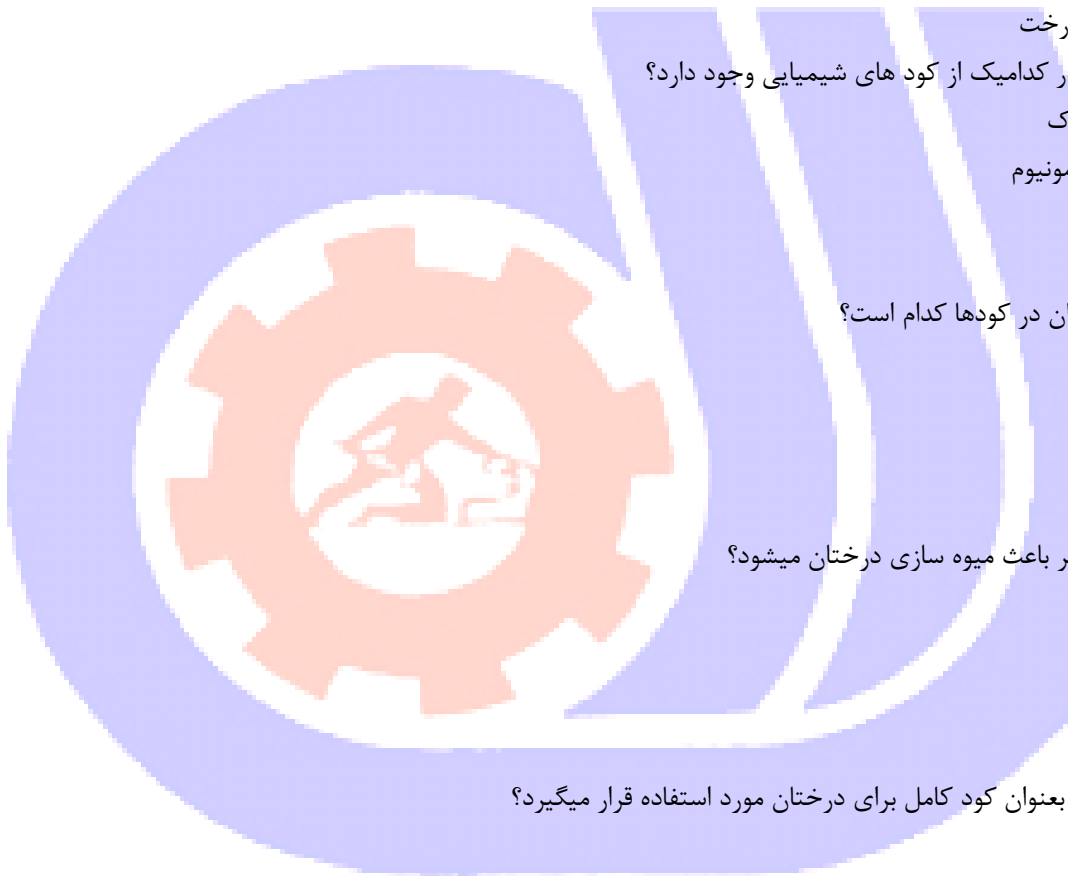 رخت
ر کدامیک از کود های شیمیایی وجود دارد؟
ک
مونیوم
ان در کودها کدام است؟
ر باعث میوه سازی درختان میشود؟
بعنوان کود کامل برای درختان مورد استفاده قرار میگیرد؟